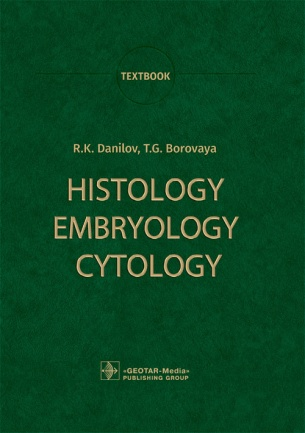 TEXTBOOK
R.K. Danilov, T.G. Borovaya
HISTOLOGY
EMBRYOLOGY
CYTOLOGY
«GEOTAR-Media»
PUBLISHING GROUP